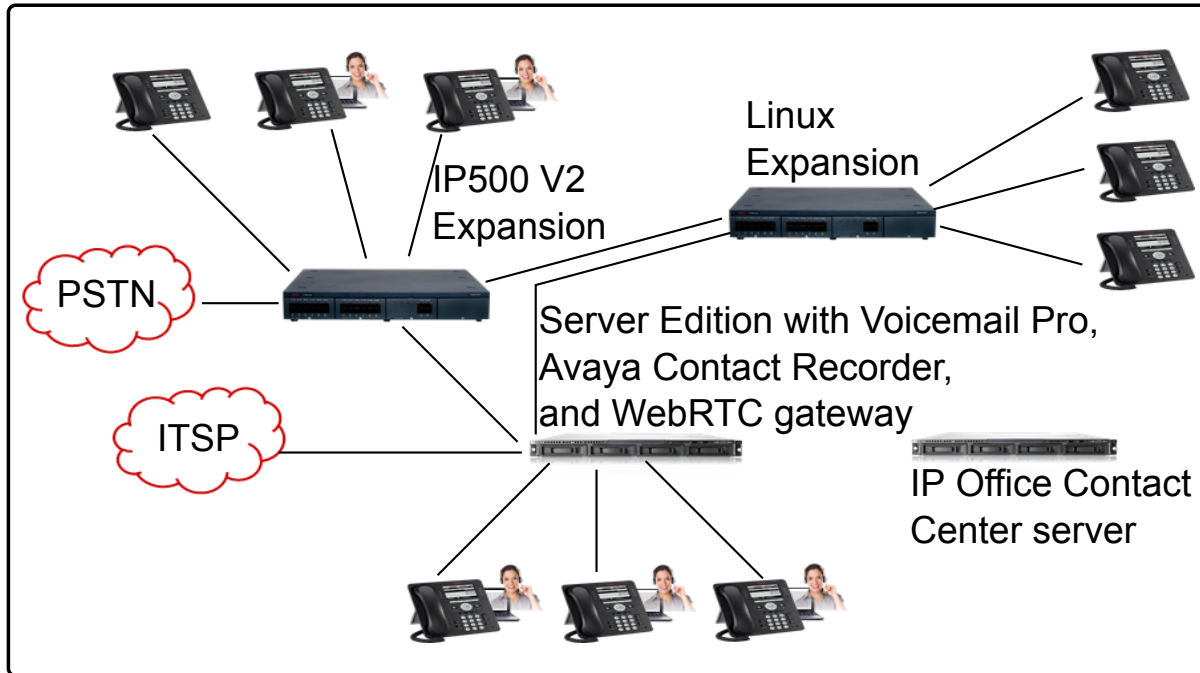 Linux
Expansion
IP500 V2
Expansion
PSTN
Server Edition with Voicemail Pro,
Avaya Contact Recorder,
and WebRTC gateway
ITSP
IP Office Contact
Center server